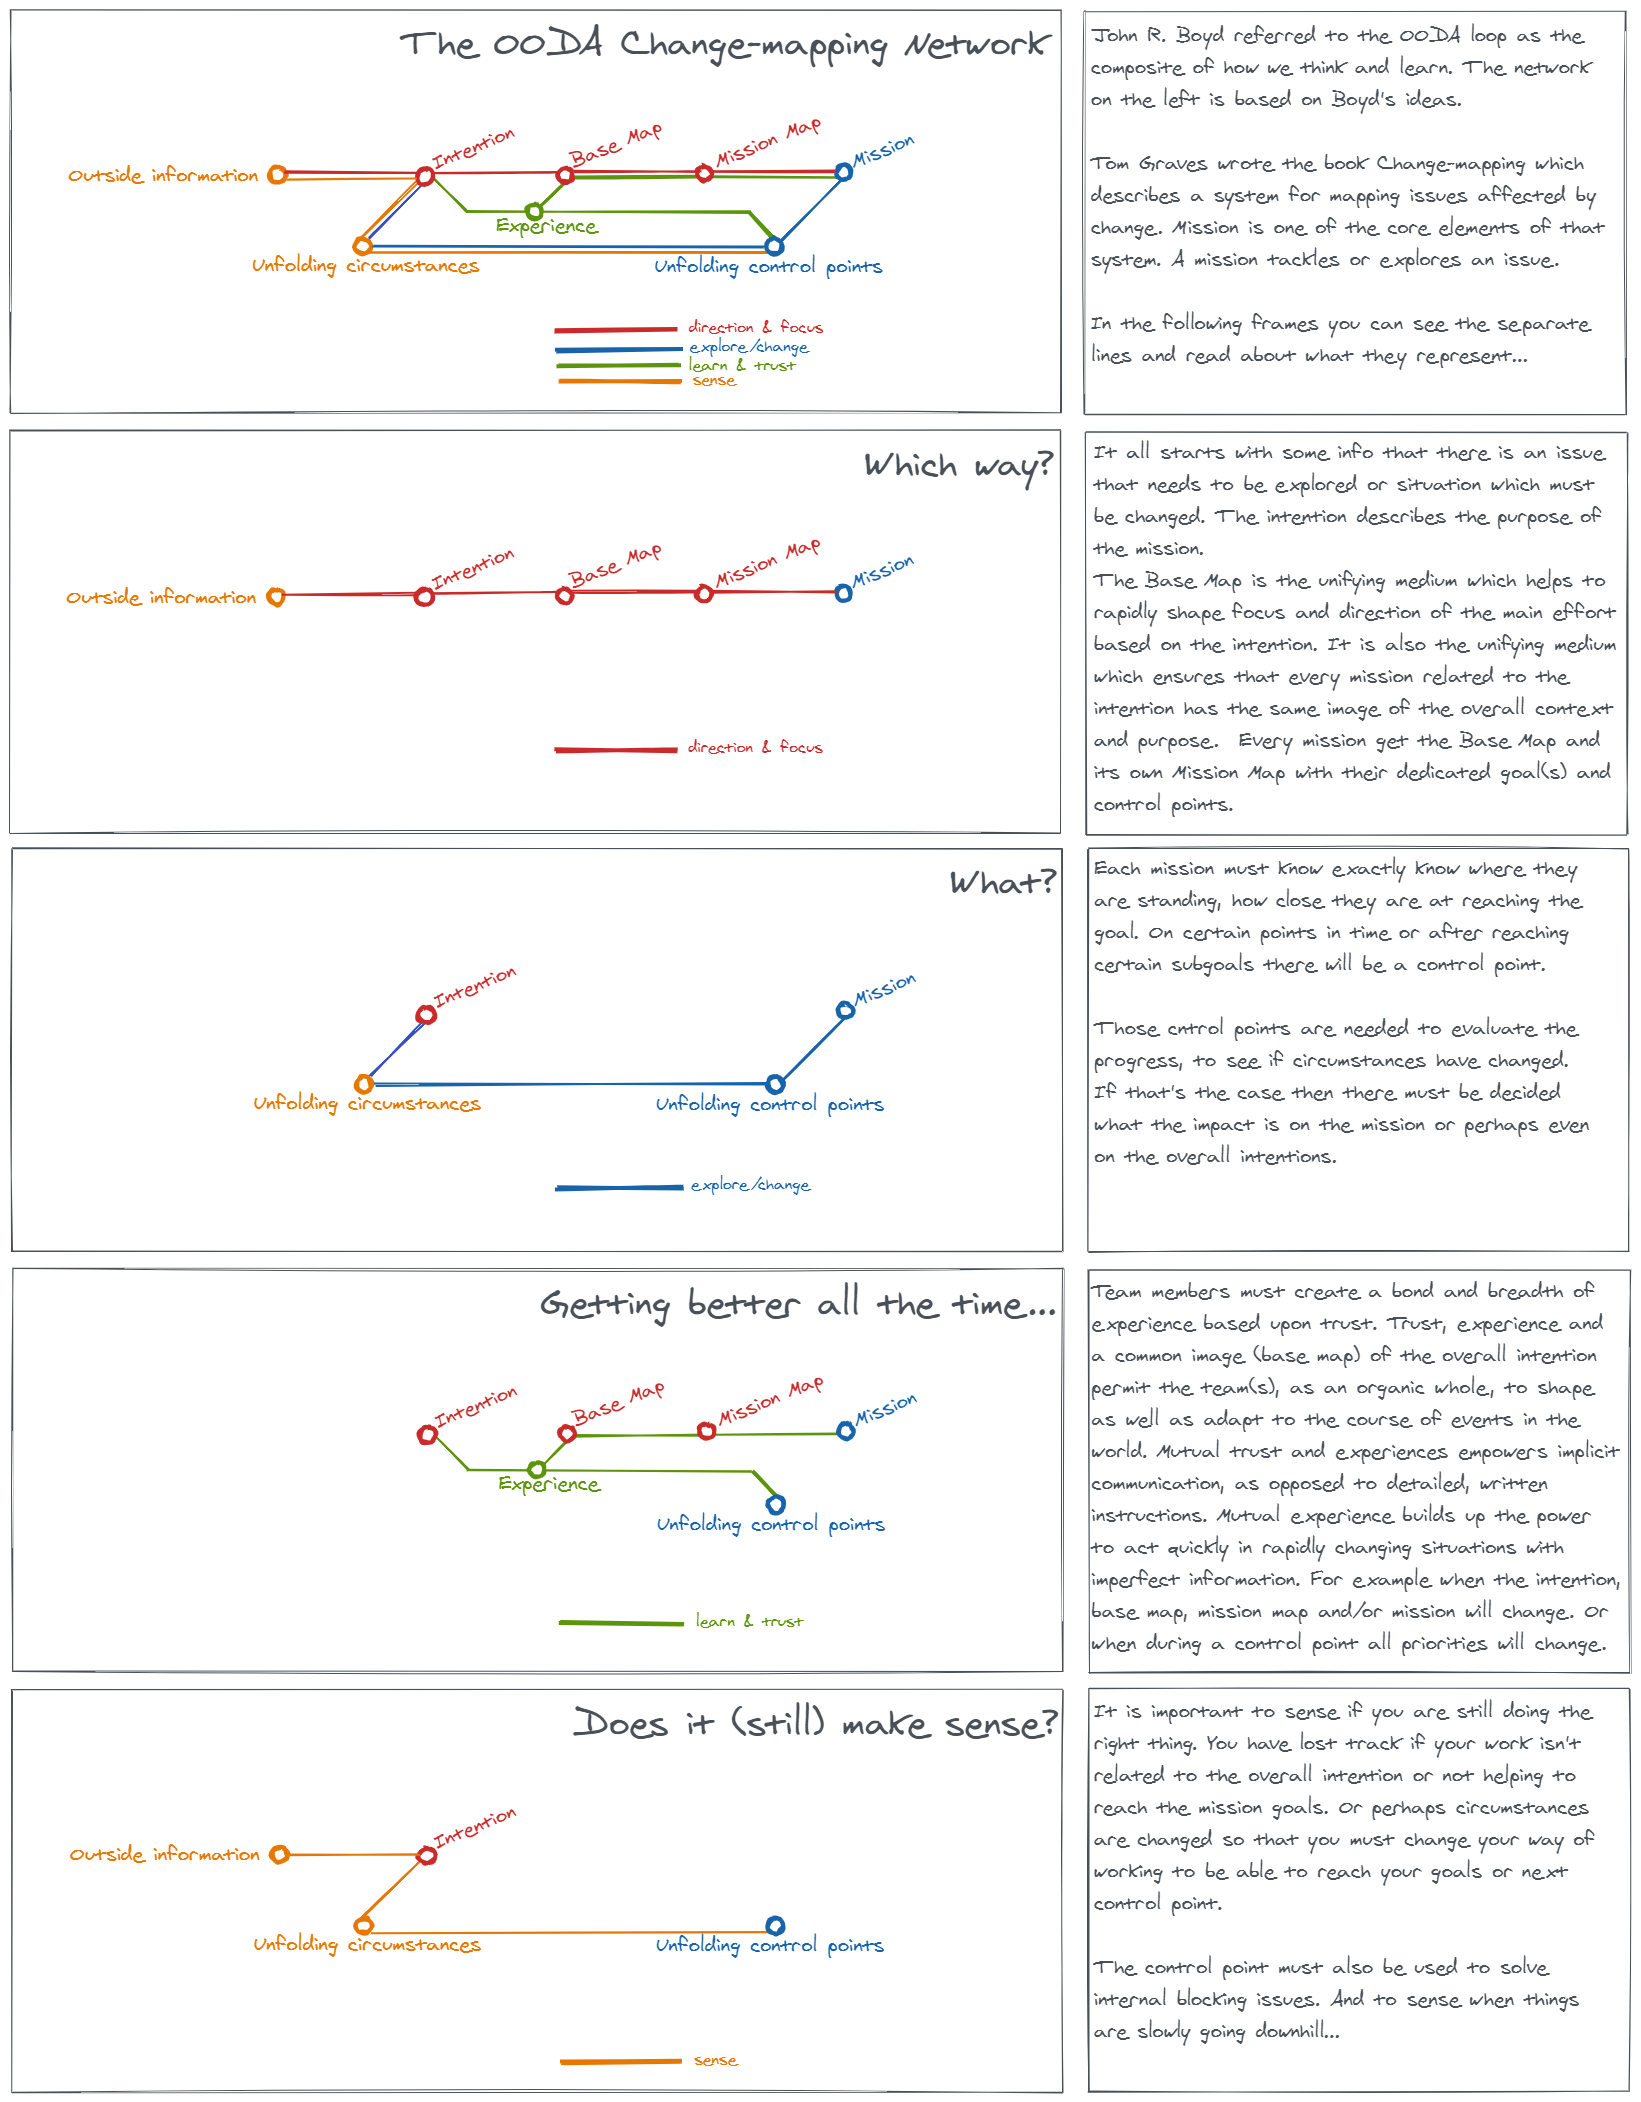 The OODA Change-mapping Network
Outside information
Intention
Base Map
Mission Map
Mission
Experience
Unfolding circumstances
Unfolding control points
direction & focus
explore/change
learn & trust
sense
John R. Boyd referred to the OODA loop as the
composite of how we think and learn. The network
on the left is based on Boyd's ideas.
Tom Graves wrote the book Change-mapping which
describes a system for mapping issues affected by
change. Mission is one of the core elements of that
system. A mission tackles or explores an issue.
In the following frames you can see the separate
lines and read about what they represent...
Which way?
Outside information
Intention
Base Map
Mission Map
Mission
direction & focus
It all starts with some info that there is an issue
that needs to be explored or situation which must
be changed. The intention describes the purpose of
the mission.
The Base Map is the unifying medium which helps to
rapidly shape focus and direction of the main effort
based on the intention. It is also the unifying medium
which ensures that every mission related to the
intention has the same image of the overall context
and purpose.  Every mission get the Base Map and
its own Mission Map with their dedicated goal(s) and
control points.
What?
Intention
Mission
Unfolding circumstances
Unfolding control points
explore/change
Each mission must know exactly know where they
are standing, how close they are at reaching the
goal. On certain points in time or after reaching
certain subgoals there will be a control point.
Those cntrol points are needed to evaluate the
progress, to see if circumstances have changed.
If that's the case then there must be decided
what the impact is on the mission or perhaps even
on the overall intentions.
Getting better all the time...
Intention
Base Map
Mission Map
Mission
Experience
Unfolding control points
learn & trust
Team members must create a bond and breadth of
experience based upon trust. Trust, experience and
a common image (base map) of the overall intention
permit the team(s), as an organic whole, to shape
as well as adapt to the course of events in the
world. Mutual trust and experiences empowers implicit
communication, as opposed to detailed, written
instructions. Mutual experience builds up the power
to act quickly in rapidly changing situations with
imperfect information. For example when the intention,
base map, mission map and/or mission will change. Or
when during a control point all priorities will change.
Does it (still) make sense?
Outside information
Intention
Unfolding circumstances
Unfolding control points
sense
It is important to sense if you are still doing the
right thing. You have lost track if your work isn't
related to the overall intention or not helping to
reach the mission goals. Or perhaps circumstances
are changed so that you must change your way of
working to be able to reach your goals or next
control point.
The control point must also be used to solve
internal blocking issues. And to sense when things
are slowly going downhill...